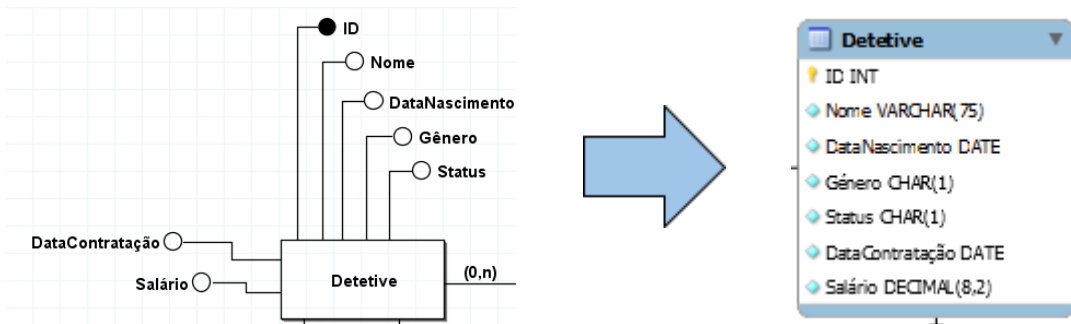 ID
Nome
DataNascimento
Gênero
Status
DataContratação
Salário
Detetive
(0,n)
Detetive
ID INT
Nome VARCHAR(75)
DataNascimento DATE
Género CHAR(1)
Status CHAR(1)
DataContratação DATE
Salário DECIMAL(8,2)